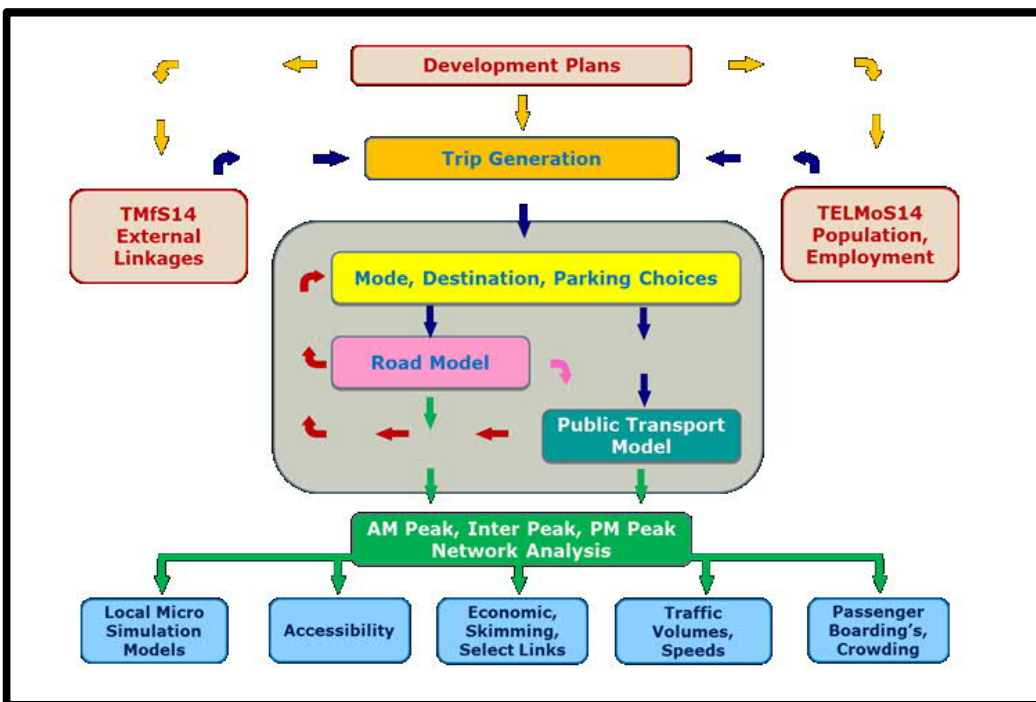 Development Plans
Trip Generation
TMfS14
External
Linkages
TELMoS14
Population,
Employment
Mode, Destination, Parking Choices
Road Model
Public Transport
Model
AM Peak, Inter Peak, PM Peak
Network Analysis
Local Micro
Simulation
Models
Accessibility
Economic,
Skimming,
Select Links
Traffic
Volumes,
Speeds
Passenger
Boarding's,
Crowding